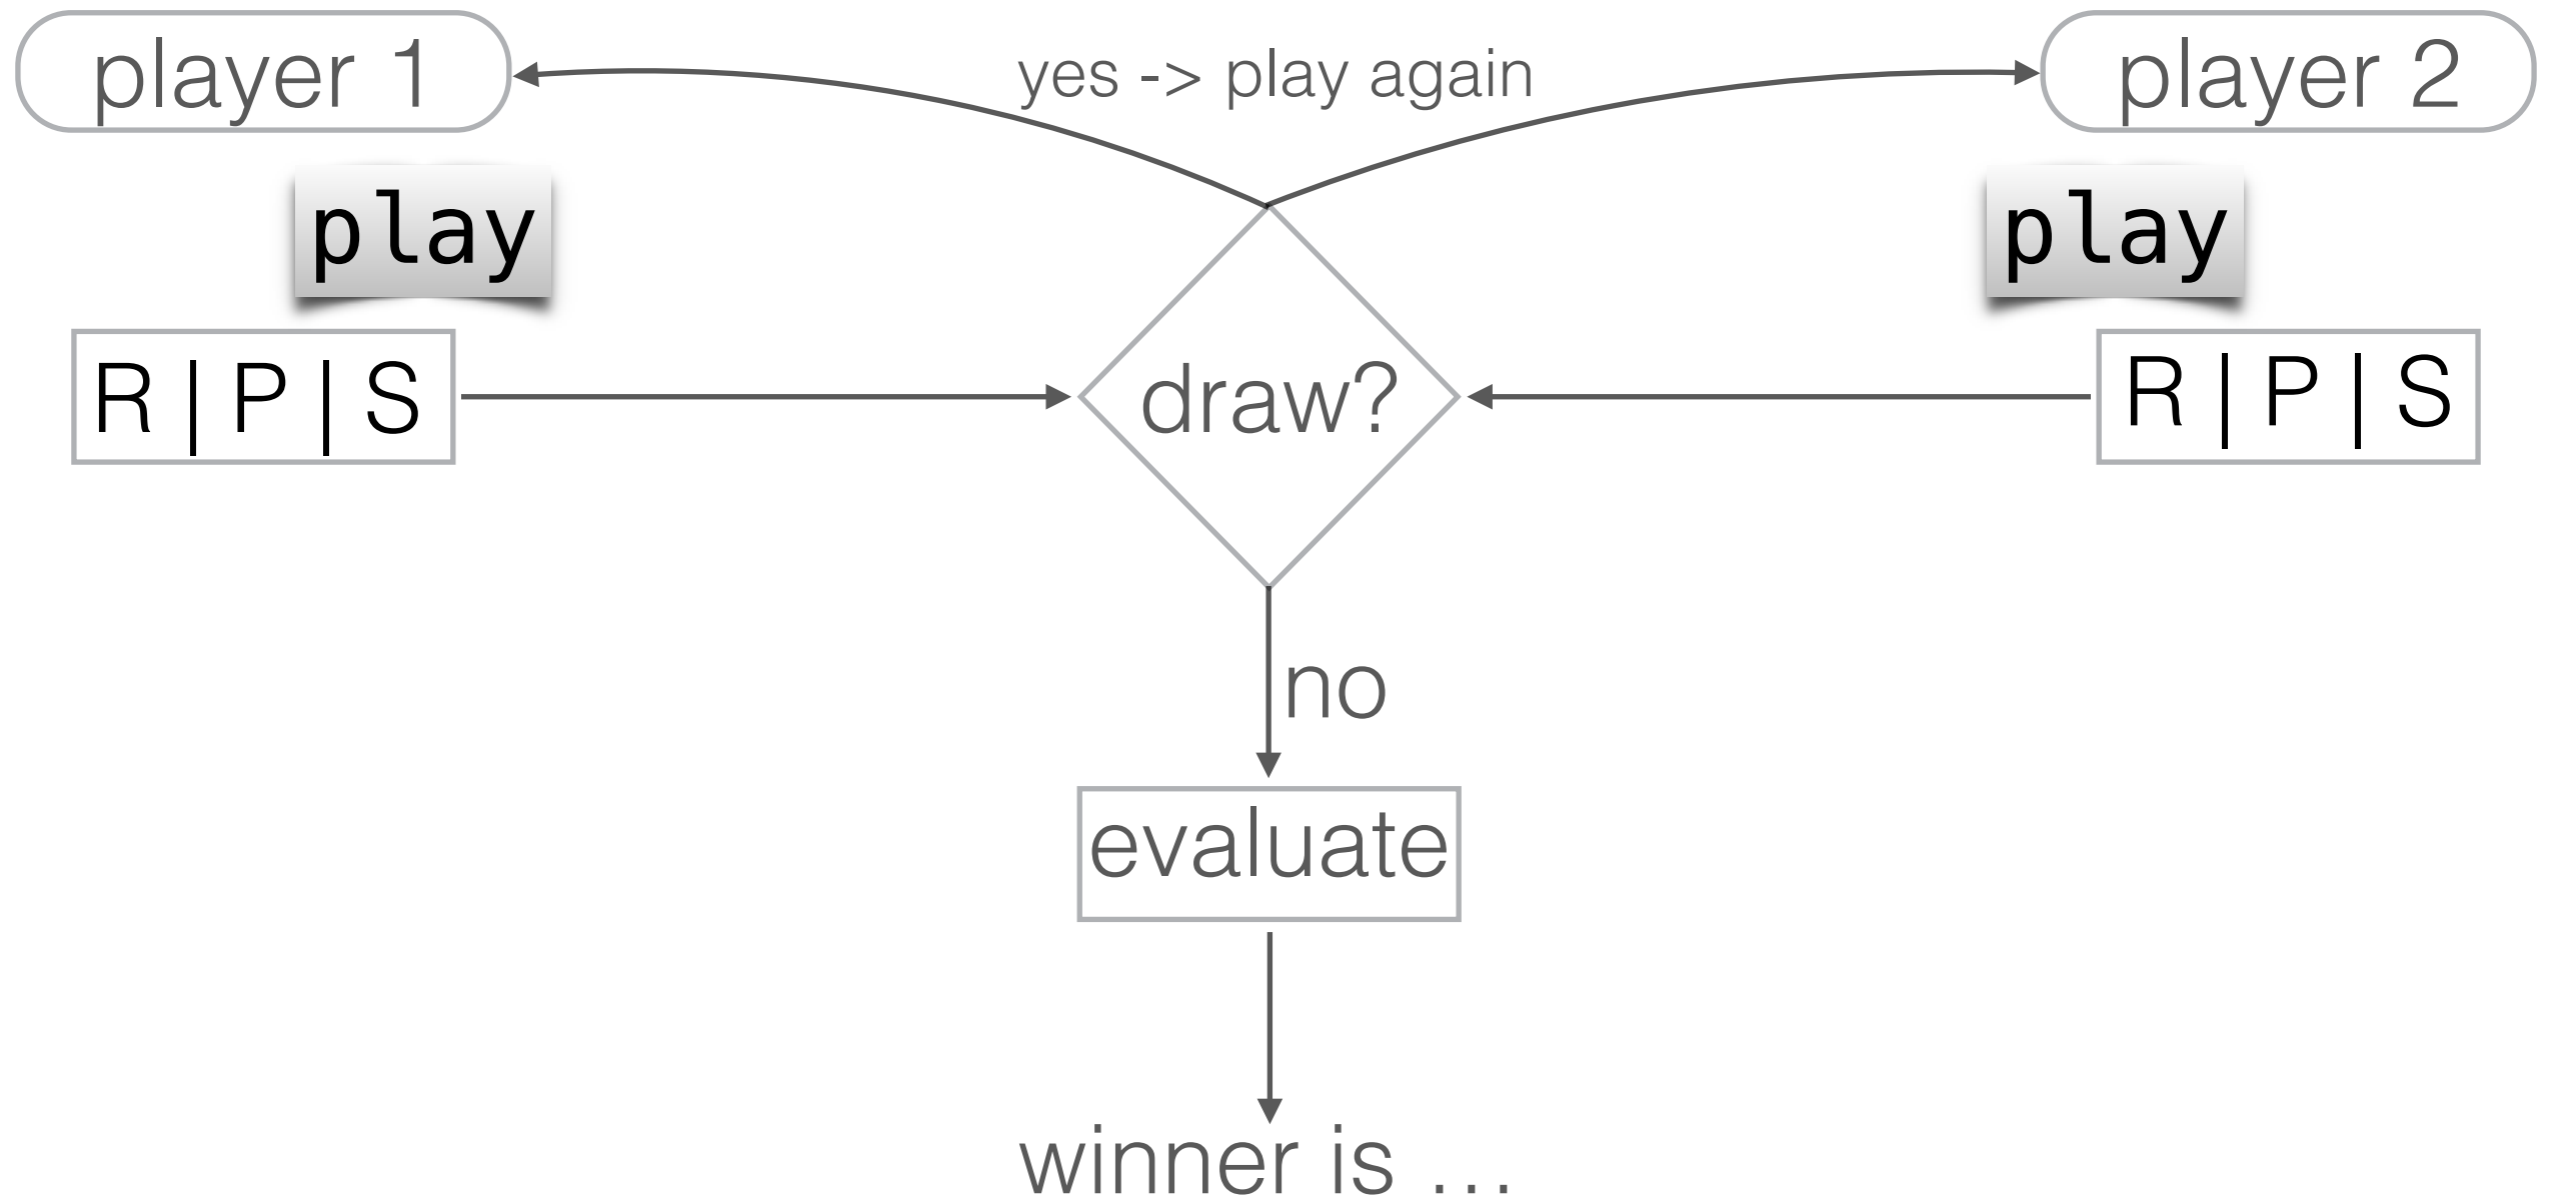 player 1
yes -> play again
player 2
play
play
R | P | S
draw?
R | P | S
no
evaluate
winner is …